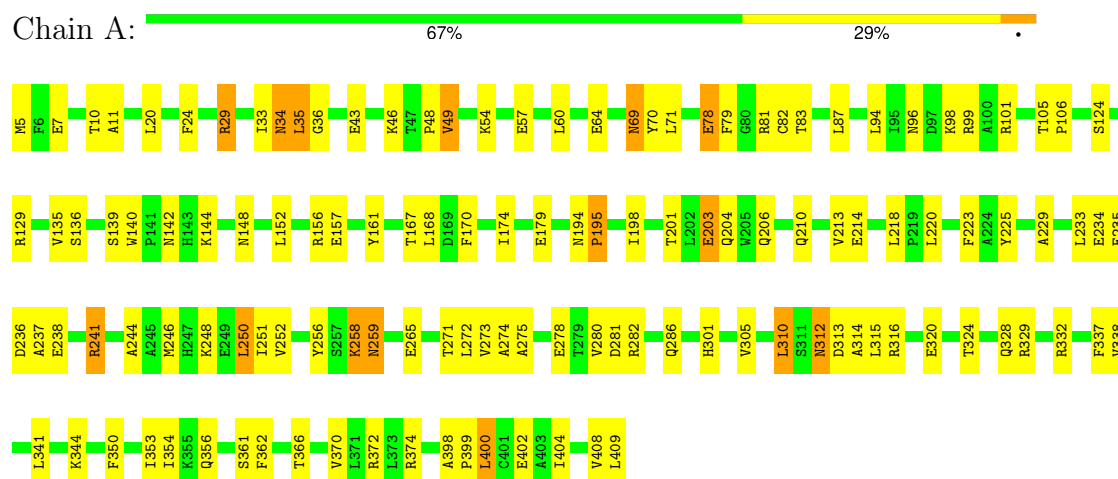 Chain A:
67% 29% •
M5 F6 E7 T10 A11 L20 F24 R29 I33 N34 L35 G36 E43 K46 T47 P48 V49 K54 E57 L60 E64 N69 Y70 L71 E78 F79 G80 R81 C82 T83 L87 L94 I95 N96 D97 K98 R99 A100 R101 T105 P106 S124
R129 V135 S136 S139 W140 P141 N142 H143 K144 N148 L152 R156 E157 Y161 T167 L168 D169 F170 I174 E179 N194 P195 I198 T201 L202 E203 Q204 W205 Q206 Q210 V213 E214 L218 P219 L220 F223 A224 Y225 A229 L233 E234
D236 A237 E238 R241 A244 A245 M246 H247 K248 E249 L250 I251 V252 Y256 S257 K258 N259 E265 T271 L272 V273 A274 A275 E278 T279 V280 D281 R282 Q286 H301 V305 L310 S311 N312 D313 A314 L315 R316 E320 T324 Q328 R329 R332 F337
L341 K344 F350 I353 I354 K355 Q356 S361 F362 T366 V370 L371 R372 L373 R374 A398 P399 L400 C401 E402 A403 I404 V408 L409